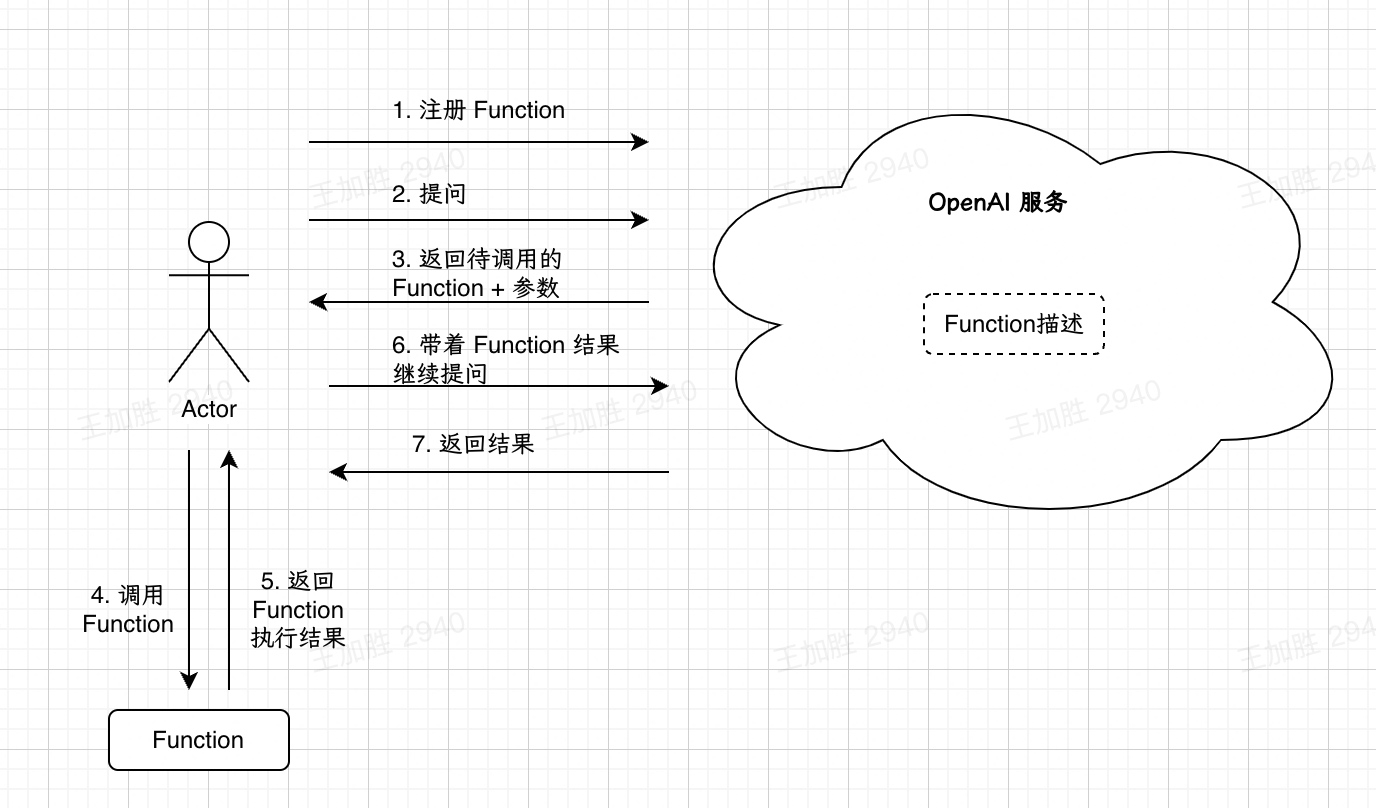 1. 注册 Function
2. 提问
OpenAI 服务
3. 返回待调用的
Function + 参数
Function描述
6. 带着 Function 结果
继续提问
Actor
7. 返回结果
4. 调用
Function
5. 返回
Function
执行结果
Function
王加胜 2940
王加胜 2940
王加胜 2940
王加胜 2940
王加胜 2940
王加胜 2940
王加胜 2940
王加胜 2940
王加胜 2940